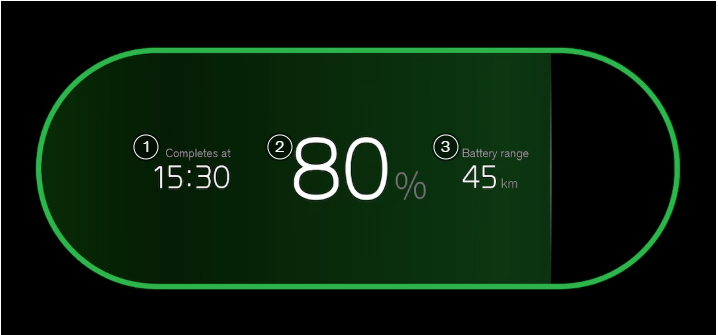 1 Completes at
15:30
2 80 %
3 Battery range
45 km